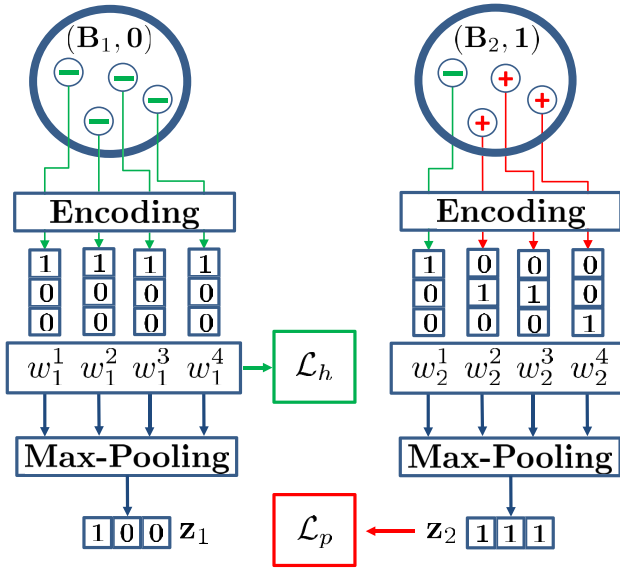 (B₁, 0) (B₂, 1)
− − − − − + + +
Encoding Encoding
1 1 1 1 1 0 0 0
0 0 0 0 0 1 1 0
0 0 0 0 0 0 0 1
w₁¹ w₁² w₁³ w₁⁴ ℒₕ w₂¹ w₂² w₂³ w₂⁴
Max-Pooling Max-Pooling
1 0 0 z₁ ℒₚ z₂ 1 1 1